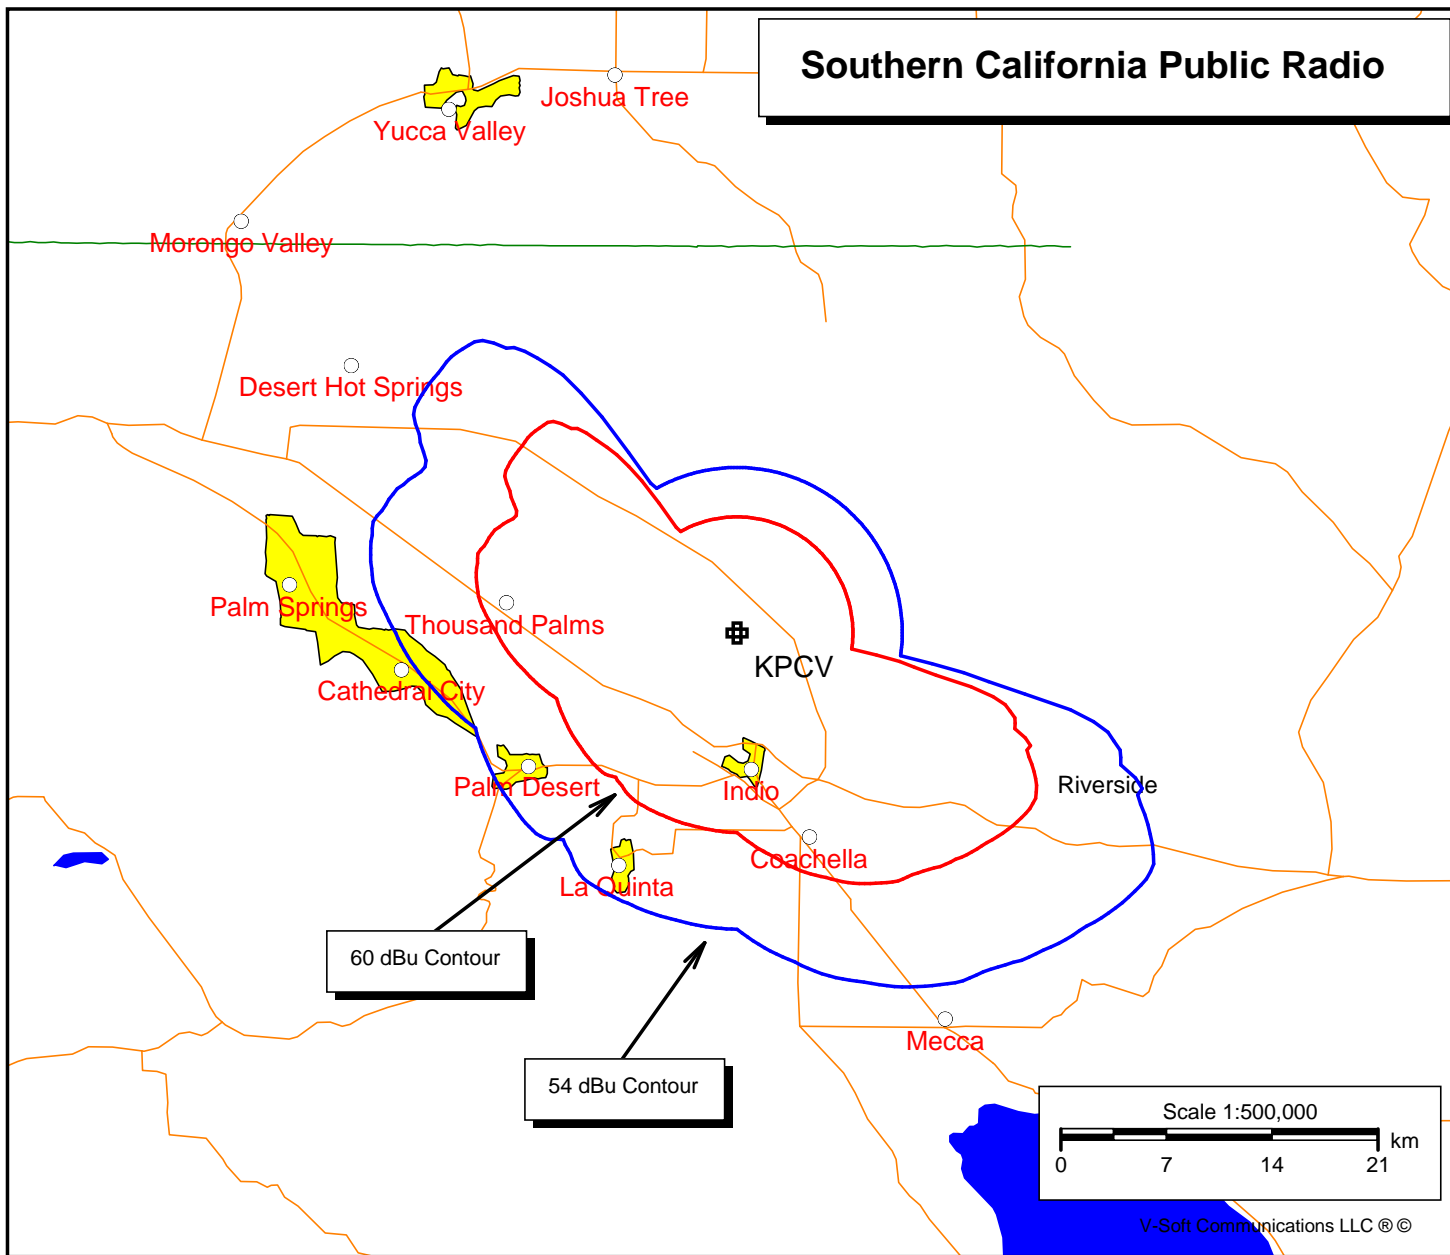 Southern California Public Radio
Joshua Tree
Yucca Valley
Morongo Valley
Desert Hot Springs
Palm Springs
Thousand Palms
KPCV
Cathedral City
Palm Desert
Indio
Riverside
Coachella
La Quinta
60 dBu Contour
Mecca
54 dBu Contour
Scale 1:500,000
km
0 7 14 21
V-Soft Communications LLC ® ©